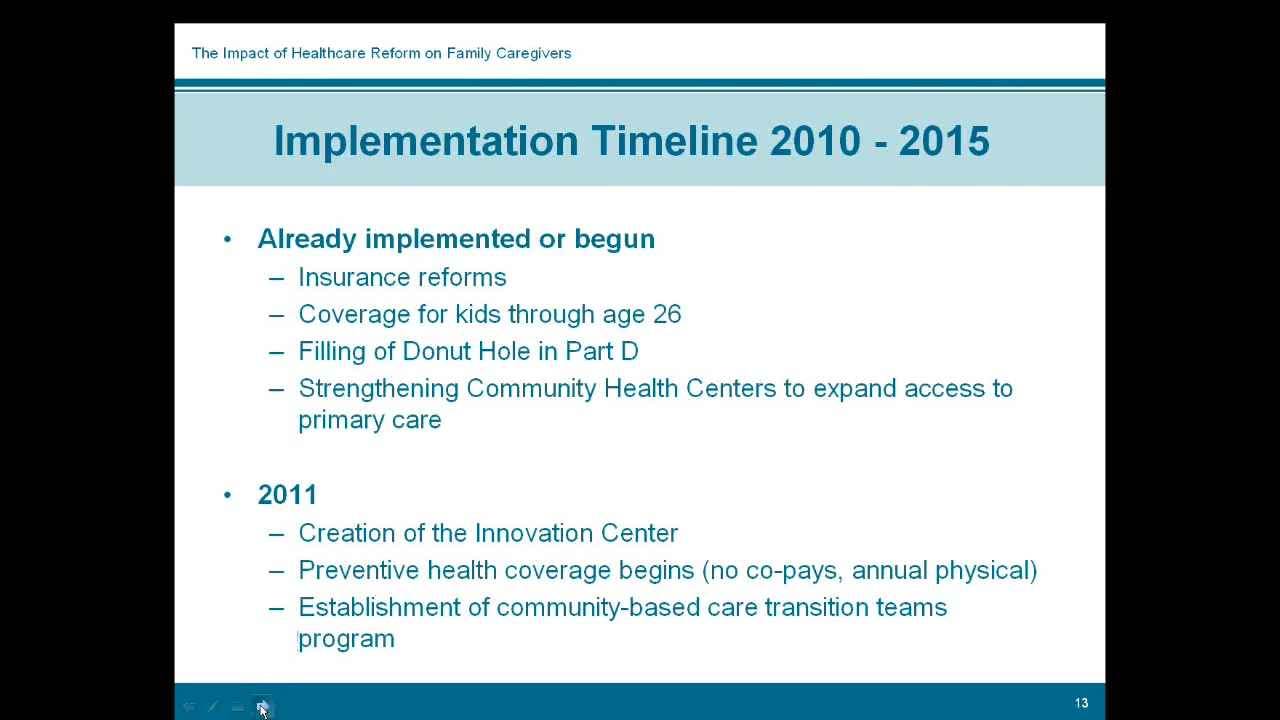 The Impact of Healthcare Reform on Family Caregivers
Implementation Timeline 2010 - 2015
• Already implemented or begun
– Insurance reforms
– Coverage for kids through age 26
– Filling of Donut Hole in Part D
– Strengthening Community Health Centers to expand access to
primary care
• 2011
– Creation of the Innovation Center
– Preventive health coverage begins (no co-pays, annual physical)
– Establishment of community-based care transition teams
program
13